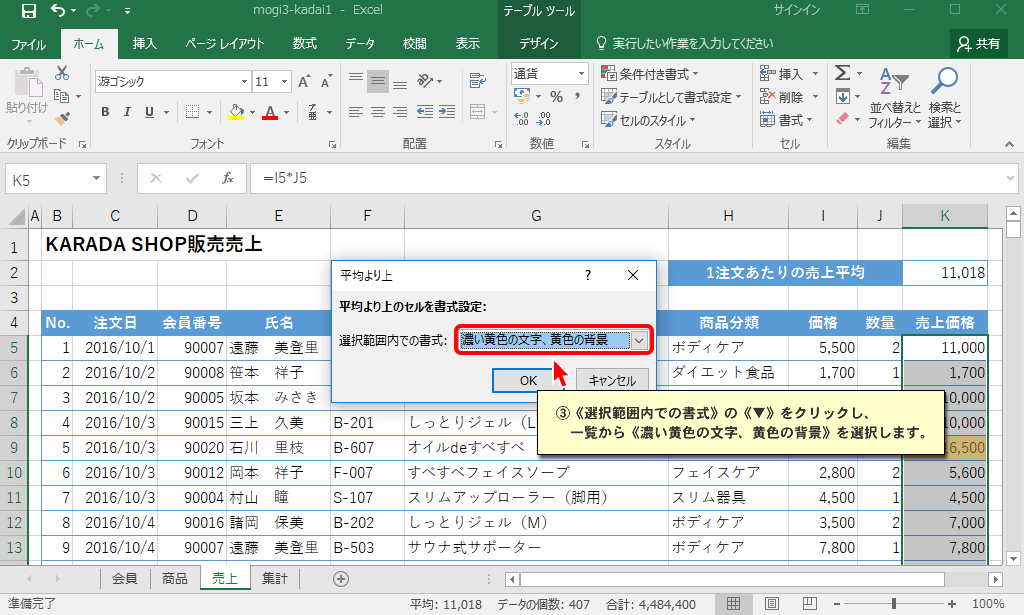 mogi3-kadai1 - Excel
テーブル ツール
サインイン
ファイル ホーム 挿入 ページ レイアウト 数式 データ 校閲 表示 デザイン 実行したい作業を入力してください 共有
貼り付け
クリップボード
游ゴシック 11
B I U
フォント
配置
通貨
% ,
数値
条件付き書式
テーブルとして書式設定
セルのスタイル
スタイル
挿入
削除
書式
セル
並べ替えと
フィルター
検索と
選択
編集
K5 fx =I5*J5
A B C D E F G H I J K
1 KARADA SHOP販売売上
2 1注文あたりの売上平均 11,018
3
4 No. 注文日 会員番号 氏名 商品分類 価格 数量 売上価格
5 1 2016/10/1 90007 遠藤　美登里 ボディケア 5,500 2 11,000
6 2 2016/10/2 90008 笹本　祥子 ダイエット食品 1,700 1 1,700
7 3 2016/10/2 90005 坂本　みさき 0,000
8 4 2016/10/3 90015 三上　久美 B-201 しっとりジェル（L 0,000
9 5 2016/10/3 90020 石川　里枝 B-607 オイルdeすべすべ 6,500
10 6 2016/10/3 90012 岡本　祥子 F-007 すべすべフェイスソープ フェイスケア 2,800 2 5,600
11 7 2016/10/3 90004 村山　瞳 S-107 スリムアップローラー（脚用） スリム器具 4,500 1 4,500
12 8 2016/10/4 90016 諸岡　保美 B-202 しっとりジェル（M） ボディケア 3,500 2 7,000
13 9 2016/10/4 90007 遠藤　美登里 B-503 サウナ式サポーター ボディケア 7,800 1 7,800
平均より上 ?
平均より上のセルを書式設定:
選択範囲内での書式: 濃い黄色の文字、黄色の背景
OK キャンセル
③《選択範囲内での書式》の《▼》をクリックし、
一覧から《濃い黄色の文字、黄色の背景》を選択します。
会員 商品 売上 集計
準備完了 平均: 11,018 データの個数: 407 合計: 4,484,400 100%